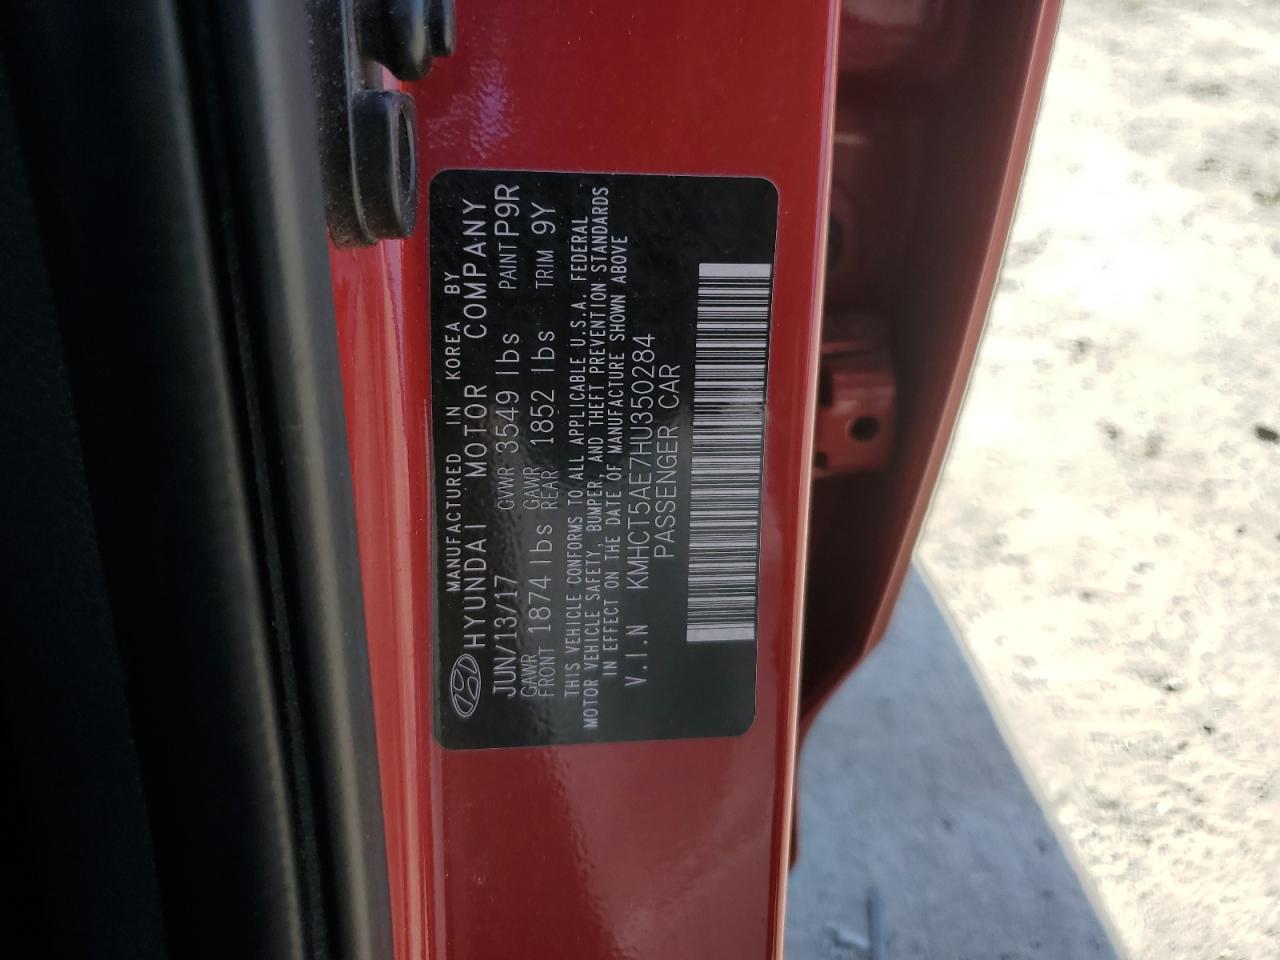 MANUFACTURED IN KOREA BY
HYUNDAI MOTOR COMPANY
JUN/13/17 GVWR 3549 lbs PAINT P9R
GAWR FRONT 1874 lbs GAWR REAR 1852 lbs TRIM 9Y
THIS VEHICLE CONFORMS TO ALL APPLICABLE U.S.A. FEDERAL
MOTOR VEHICLE SAFETY, BUMPER, AND THEFT PREVENTION STANDARDS
IN EFFECT ON THE DATE OF MANUFACTURE SHOWN ABOVE
V.I.N KMHCT5AE7HU350284
PASSENGER CAR